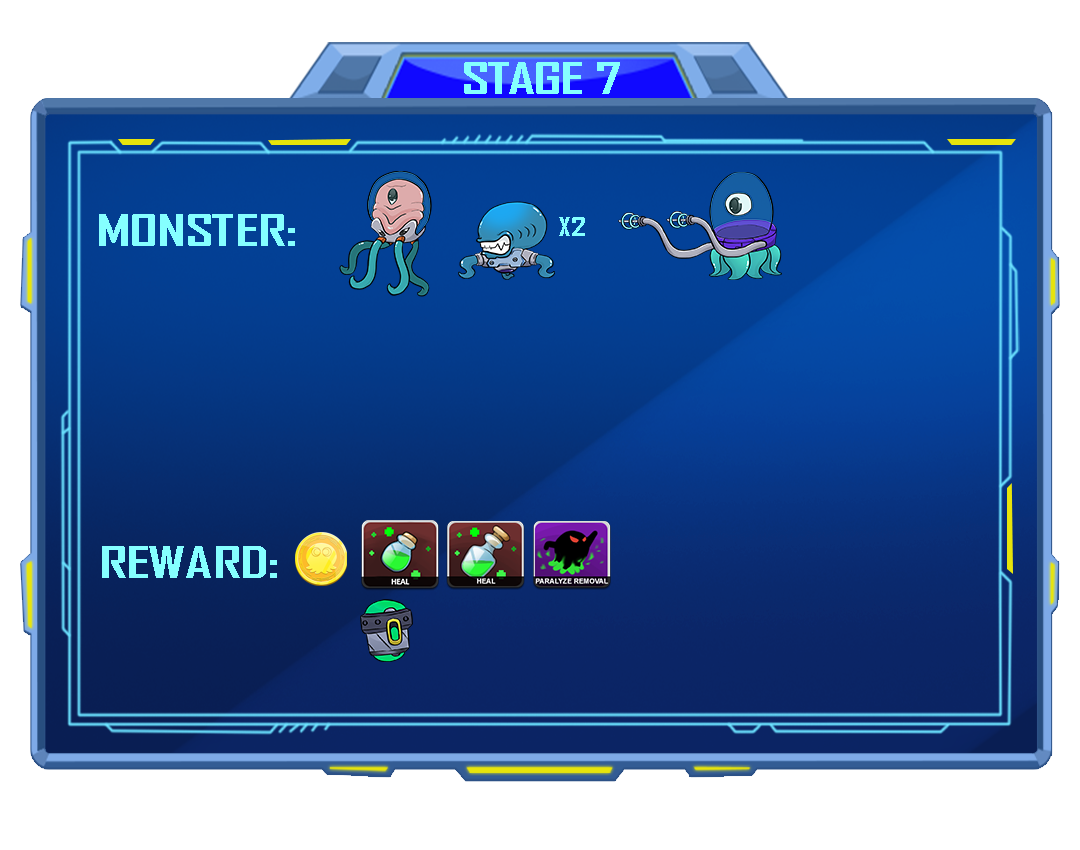 STAGE 7
MONSTER:
X2
REWARD:
HEAL
HEAL
PARALYZE REMOVAL